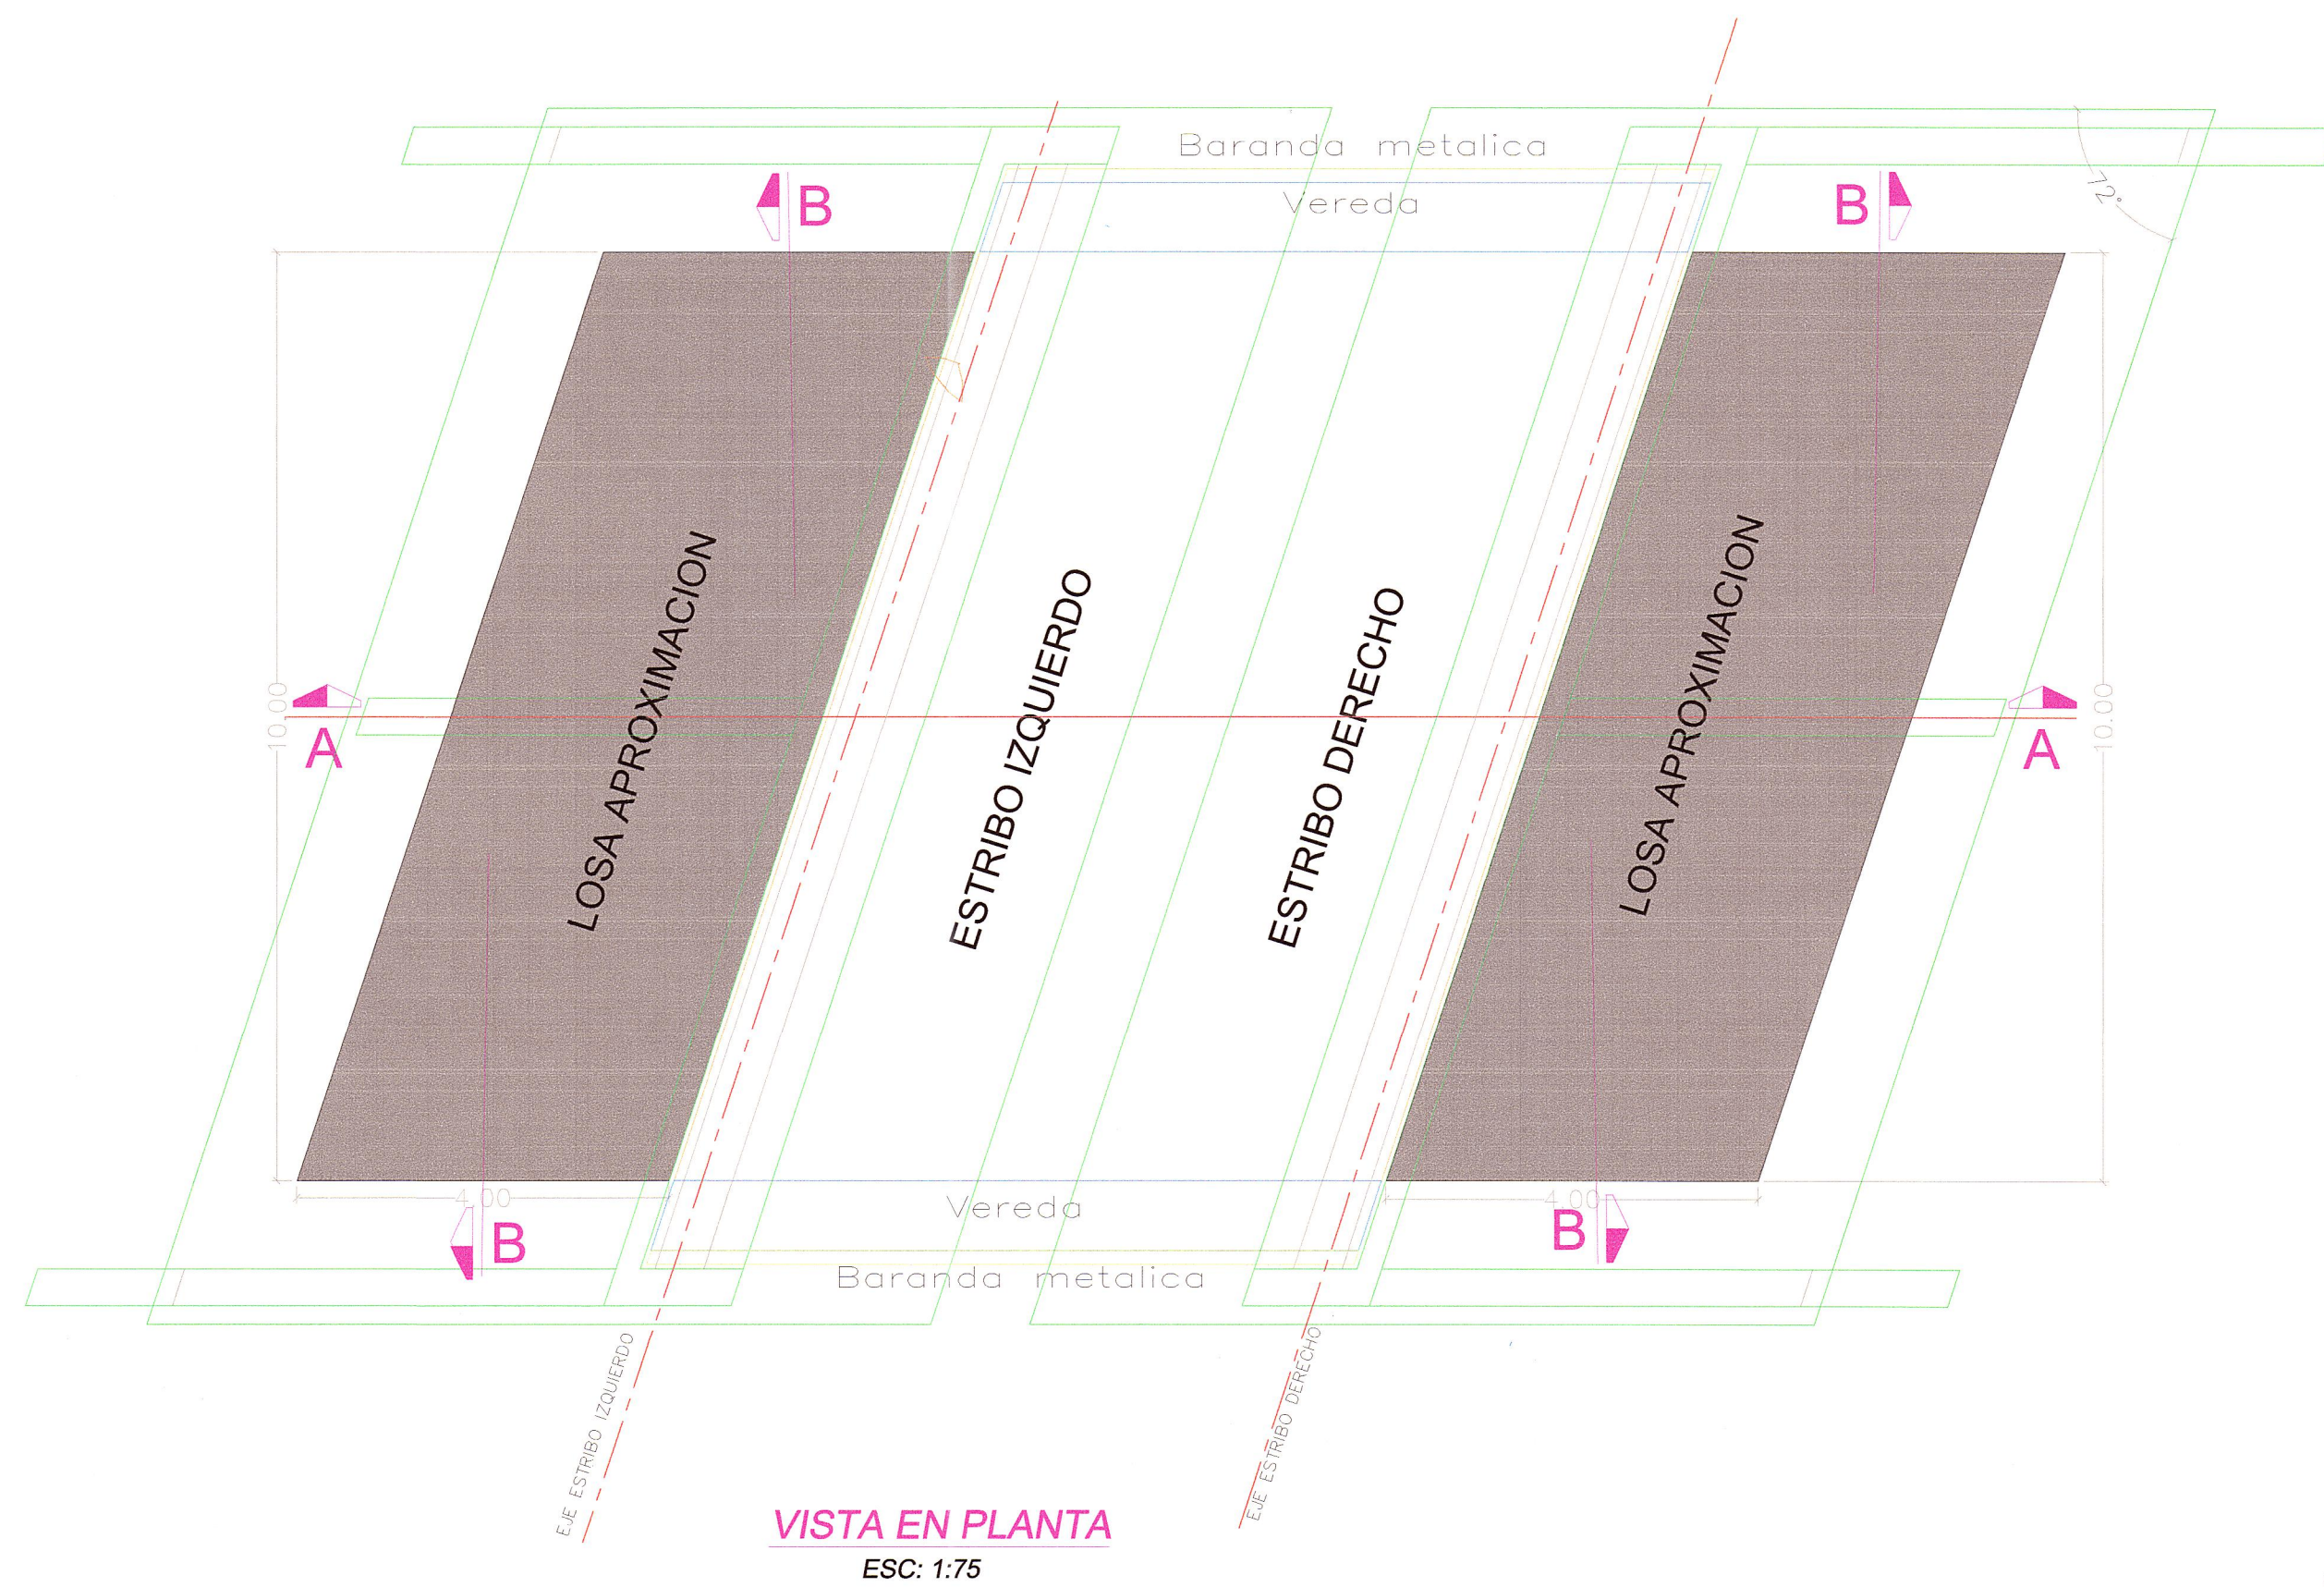 Baranda metalica
Vereda
B
B
72°
LOSA APROXIMACION
ESTRIBO IZQUIERDO
ESTRIBO DERECHO
LOSA APROXIMACION
10.00
A
A
10.00
4.00
4.00
Vereda
B
B
Baranda metalica
EJE ESTRIBO IZQUIERDO
EJE ESTRIBO DERECHO
VISTA EN PLANTA
ESC: 1:75